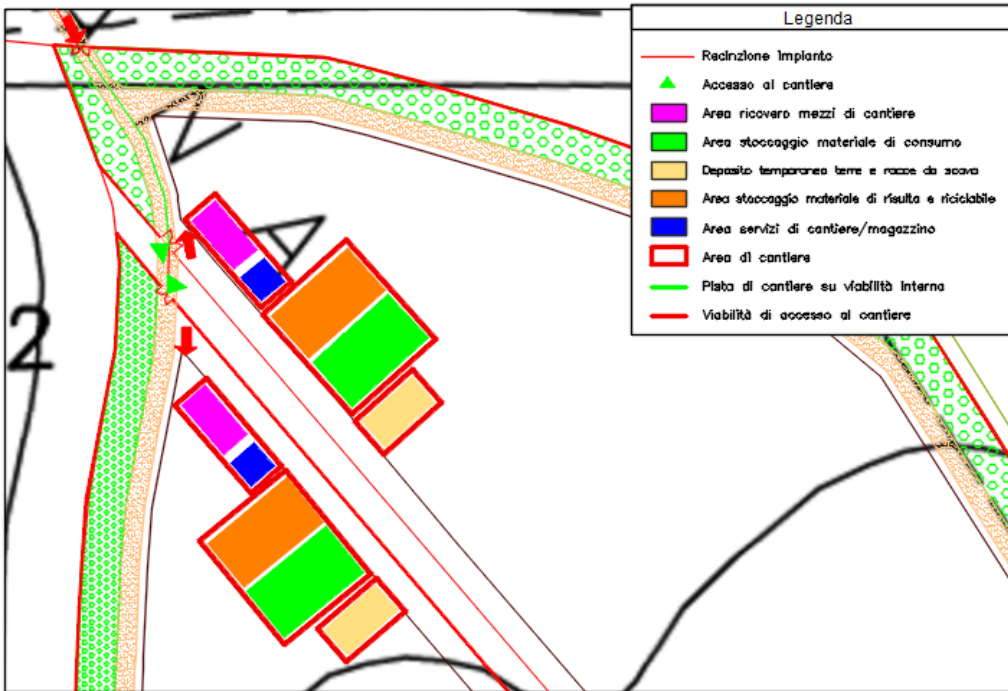 Legenda
Recinzione Impianto
Accesso al cantiere
Area ricovero mezzi di cantiere
Area stoccaggio materiale di consumo
Deposito temporaneo terre e rocce da scavo
Area stoccaggio materiale di risulta e riciclabile
Area servizi di cantiere/magazzino
Area di cantiere
Pista di cantiere su viabilità interna
Viabilità di accesso al cantiere
2